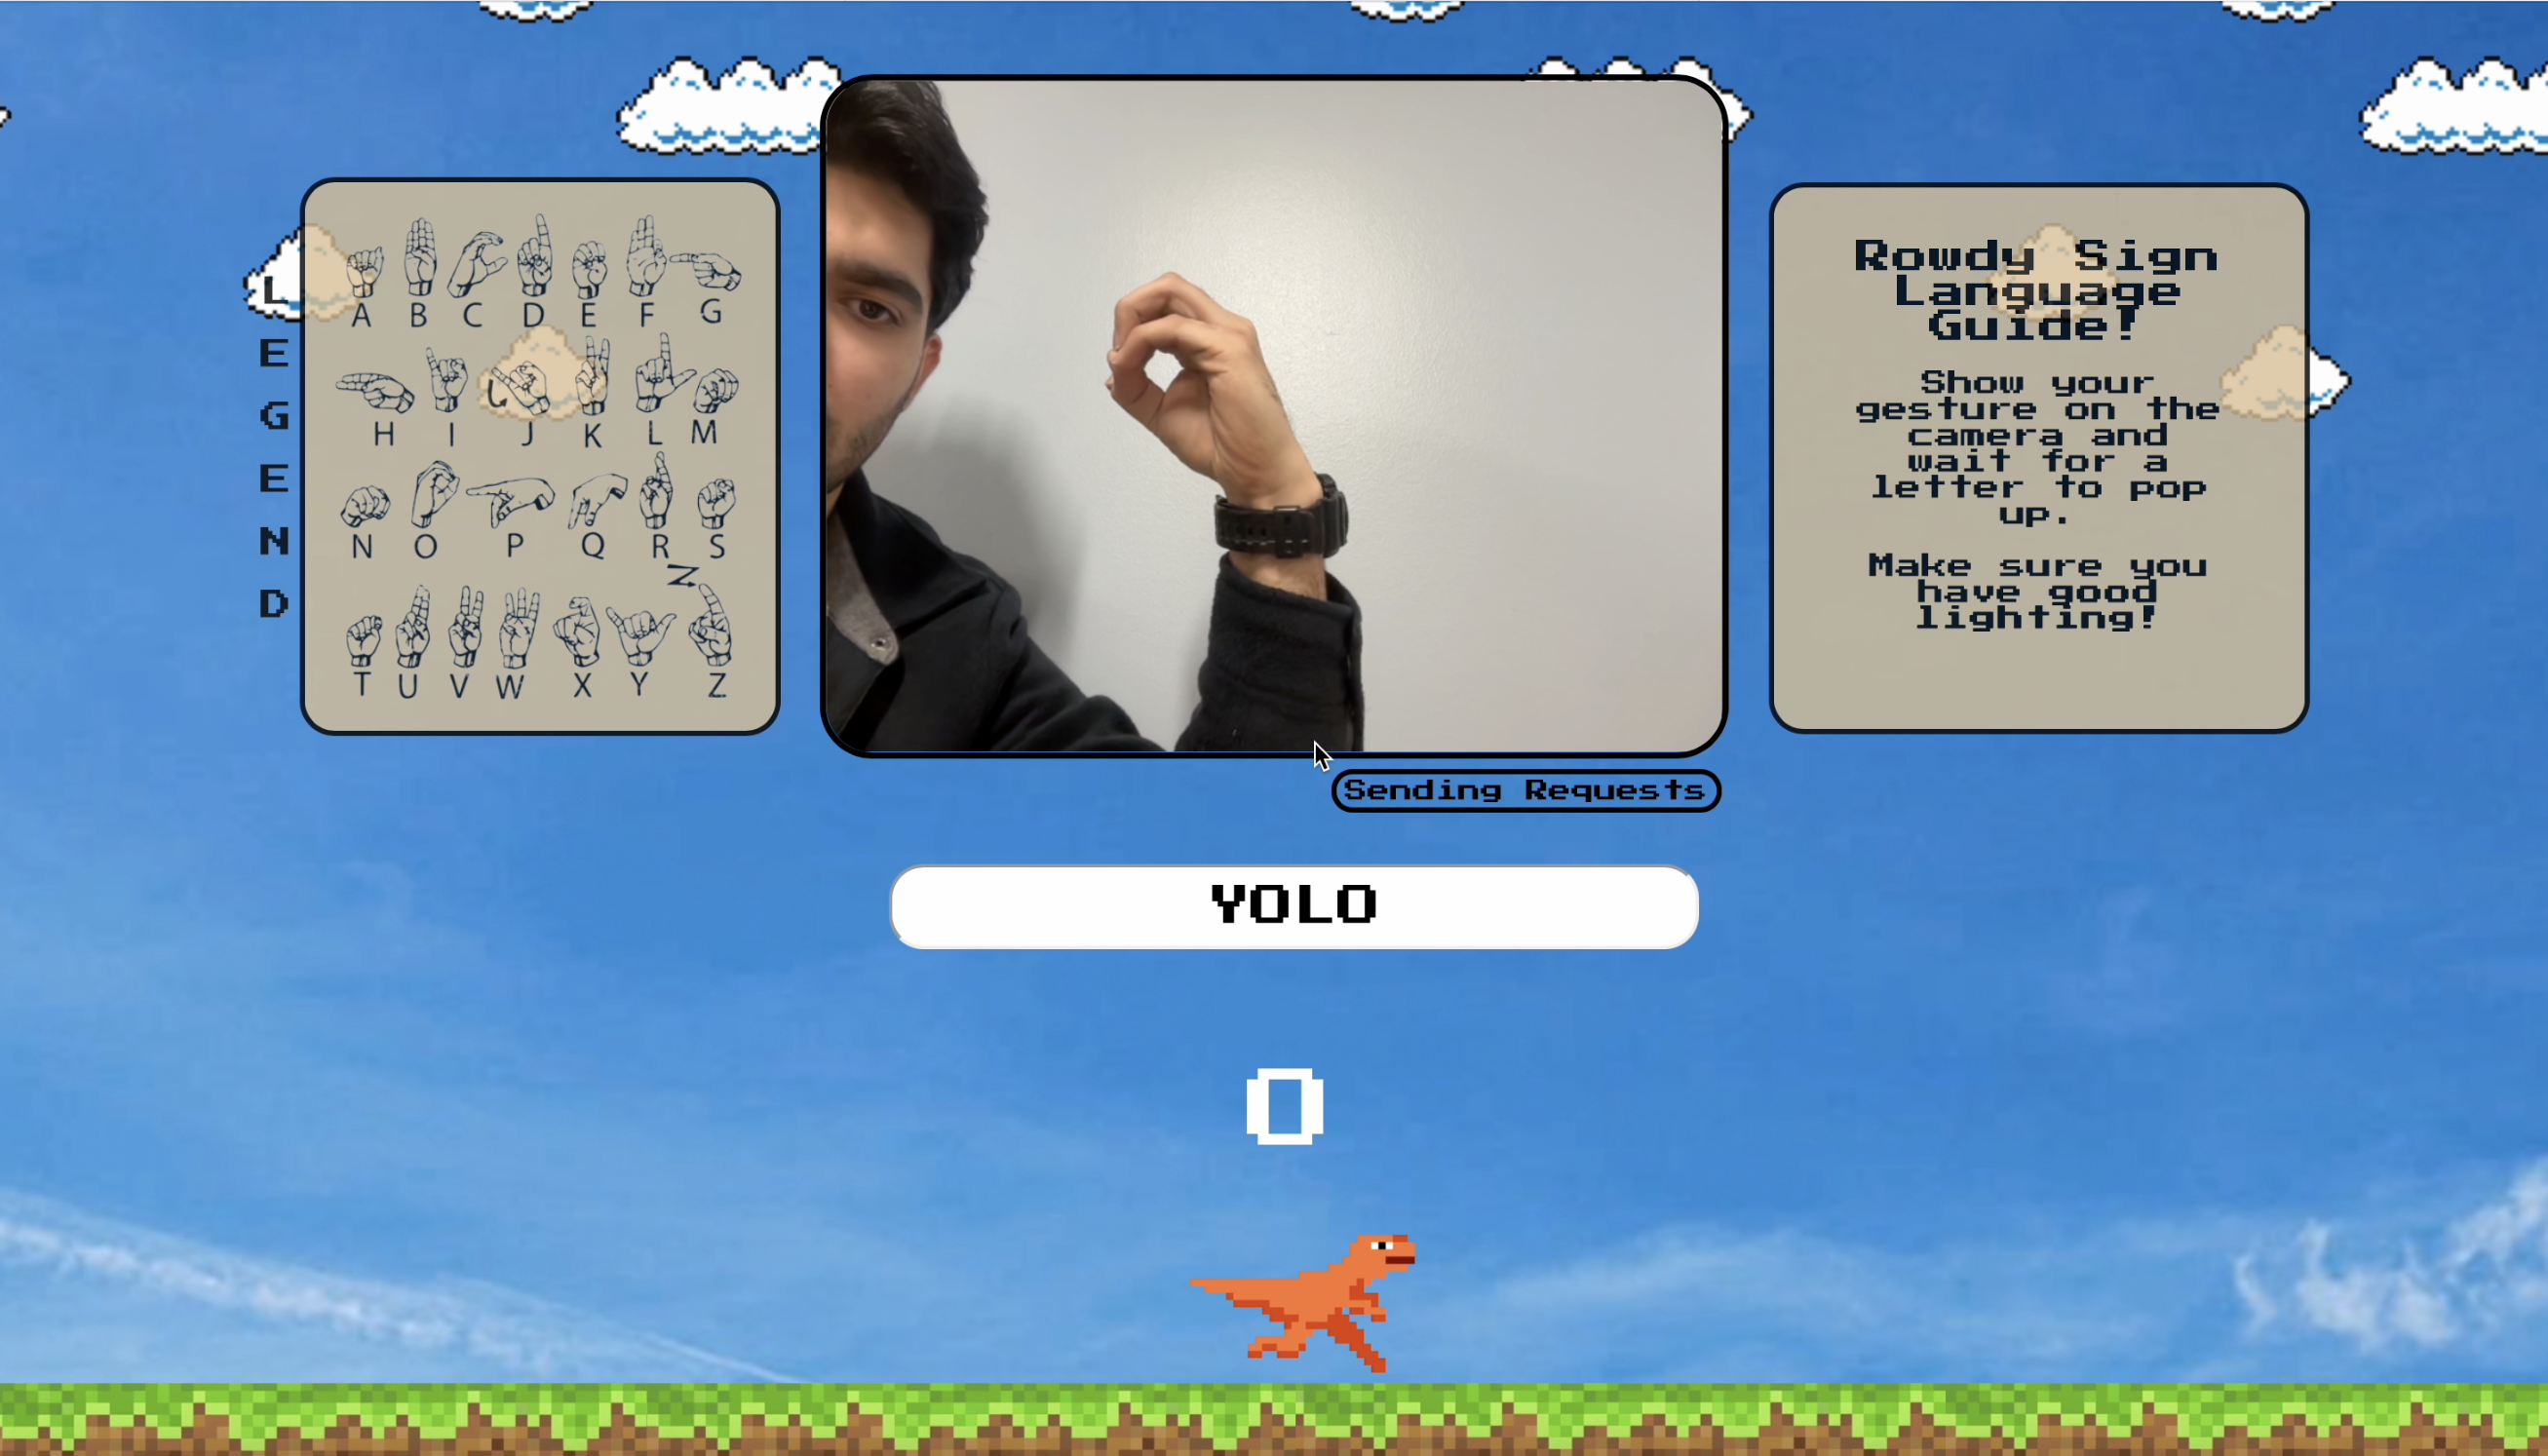 L
E
G
E
N
D
A B C D E F G
H I J K L M
N O P Q R S
Z
T U V W X Y Z
Rowdy Sign
Language
Guide!
Show your
gesture on the
camera and
wait for a
letter to pop
up.
Make sure you
have good
lighting!
Sending Requests
YOLO
O